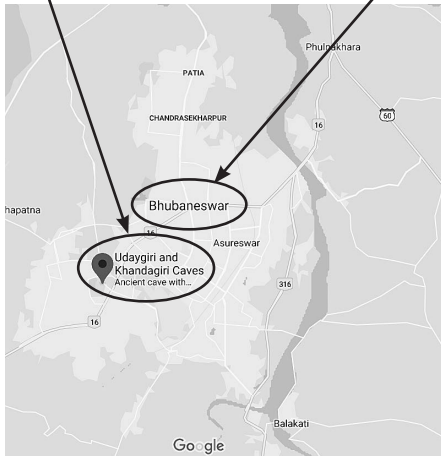 Phulnakhara
PATIA
60
CHANDRASEKHARPUR
16
hapatna
Bhubaneswar
16
Asureswar
Udaygiri and
Khandagiri Caves
Ancient cave with...
316
16
Balakati
Google